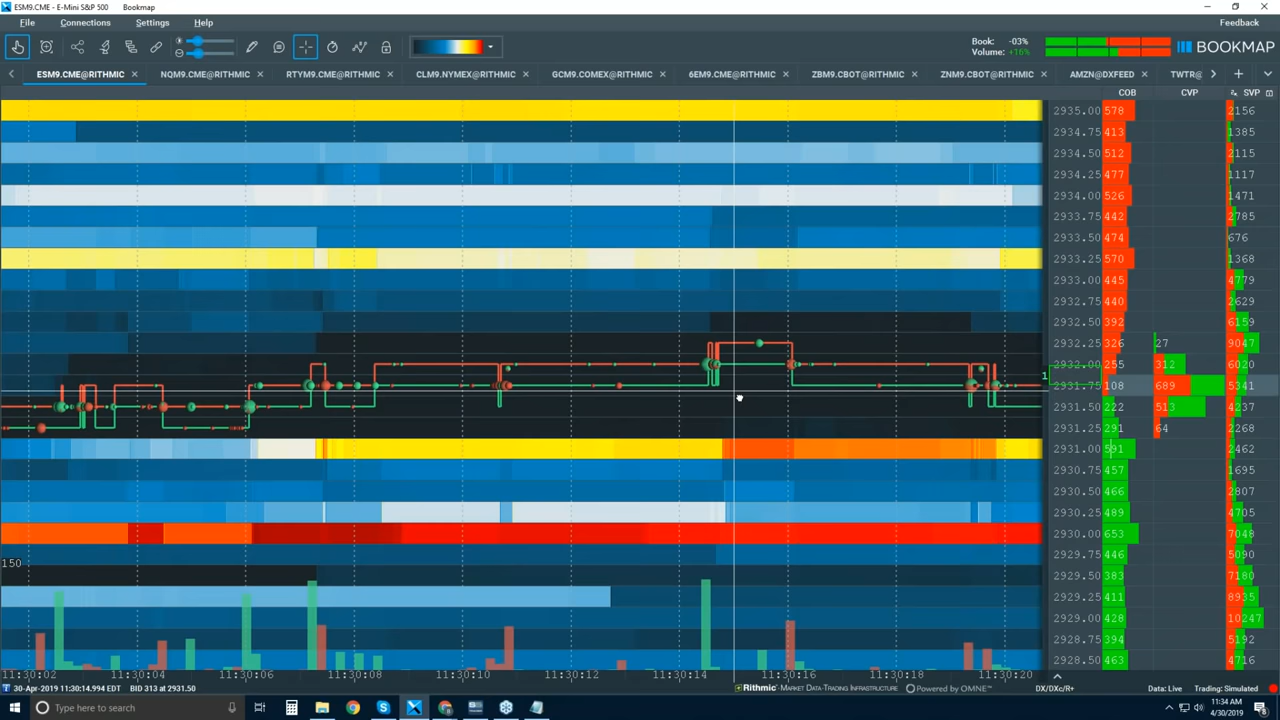 ESM9.CME - E-Mini S&P 500 Bookmap
File Connections Settings Help Feedback
Book: -03%
Volume: +16%
BOOKMAP
ESM9.CME@RITHMIC NQM9.CME@RITHMIC RTYM9.CME@RITHMIC CLM9.NYMEX@RITHMIC GCM9.COMEX@RITHMIC 6EM9.CME@RITHMIC ZBM9.CBOT@RITHMIC ZNM9.CBOT@RITHMIC AMZN@DXFEED TWTR@
COB CVP SVP
2935.00 578 2156
2934.75 413 1385
2934.50 512 2115
2934.25 477 1117
2934.00 526 1471
2933.75 442 2785
2933.50 474 676
2933.25 570 1368
2933.00 445 4779
2932.75 440 2629
2932.50 392 6159
2932.25 326 27 9047
2932.00 255 312 6020
1
2931.75 108 689 5341
2931.50 222 513 4237
2931.25 291 64 2268
2931.00 591 2462
2930.75 457 1695
2930.50 466 2807
2930.25 489 4705
2930.00 653 7048
2929.75 446 5090
150
2929.50 383 7180
2929.25 411 8935
2929.00 428 10247
2928.75 394 5192
2928.50 463 4716
11:30:02 11:30:04 11:30:06 11:30:08 11:30:10 11:30:12 11:30:14 11:30:16 11:30:18 11:30:20
30-Apr-2019 11:30:14.994 EDT BID 313 at 2931.50 Rithmic-MARKET DATA-TRADING INFRASTRUCTURE Powered by OMNE™ DX/DXc/R+ Data: Live Trading: Simulated
Type here to search
11:34 AM
4/30/2019
8